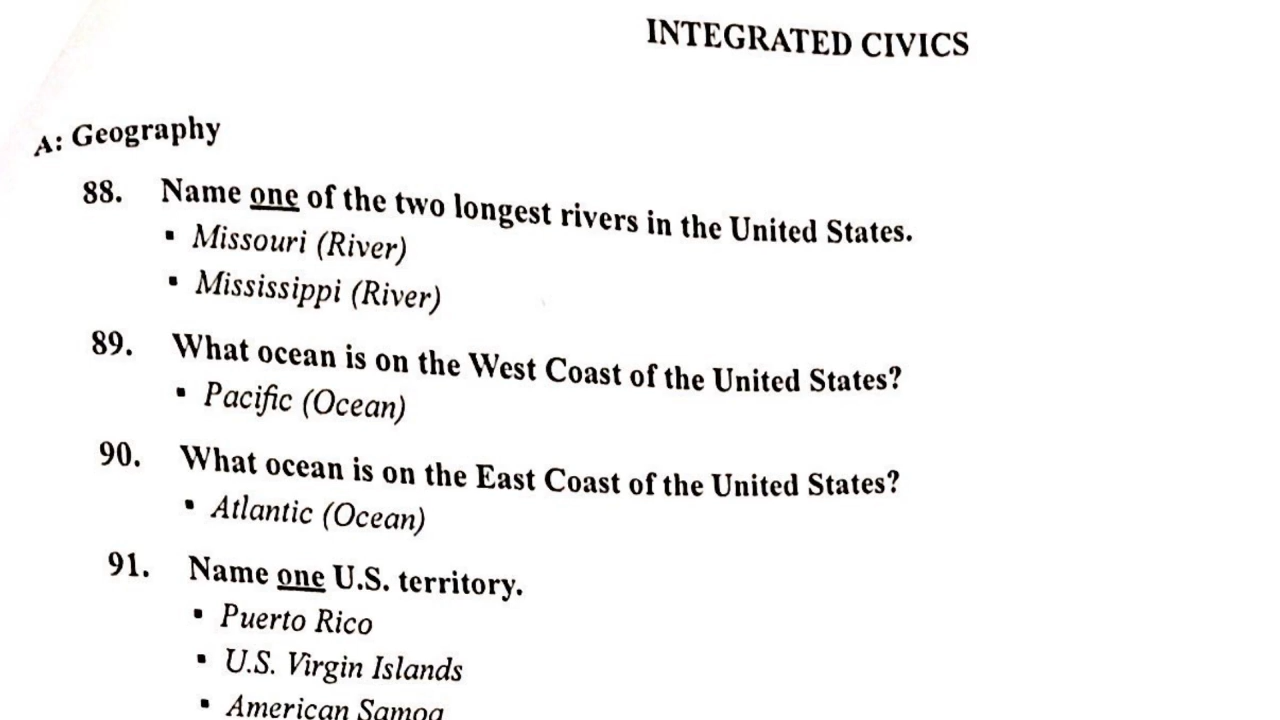 INTEGRATED CIVICS
A: Geography
88. Name one of the two longest rivers in the United States.
▪ Missouri (River)
▪ Mississippi (River)
89. What ocean is on the West Coast of the United States?
▪ Pacific (Ocean)
90. What ocean is on the East Coast of the United States?
▪ Atlantic (Ocean)
91. Name one U.S. territory.
▪ Puerto Rico
▪ U.S. Virgin Islands
▪ American Samoa